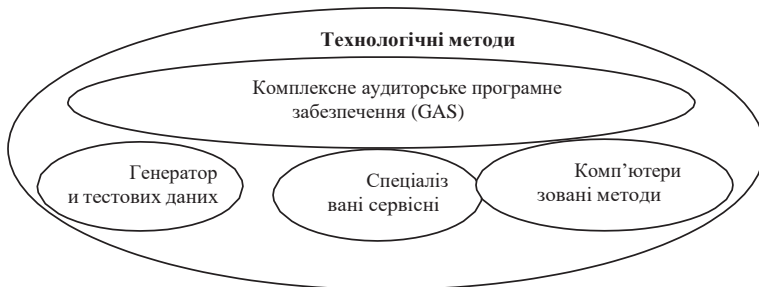 Технологічні методи
Комплексне аудиторське програмне
забезпечення (GAS)
Генератор
и тестових даних
Спеціаліз
вані сервісні
Комп’ютери
зовані методи